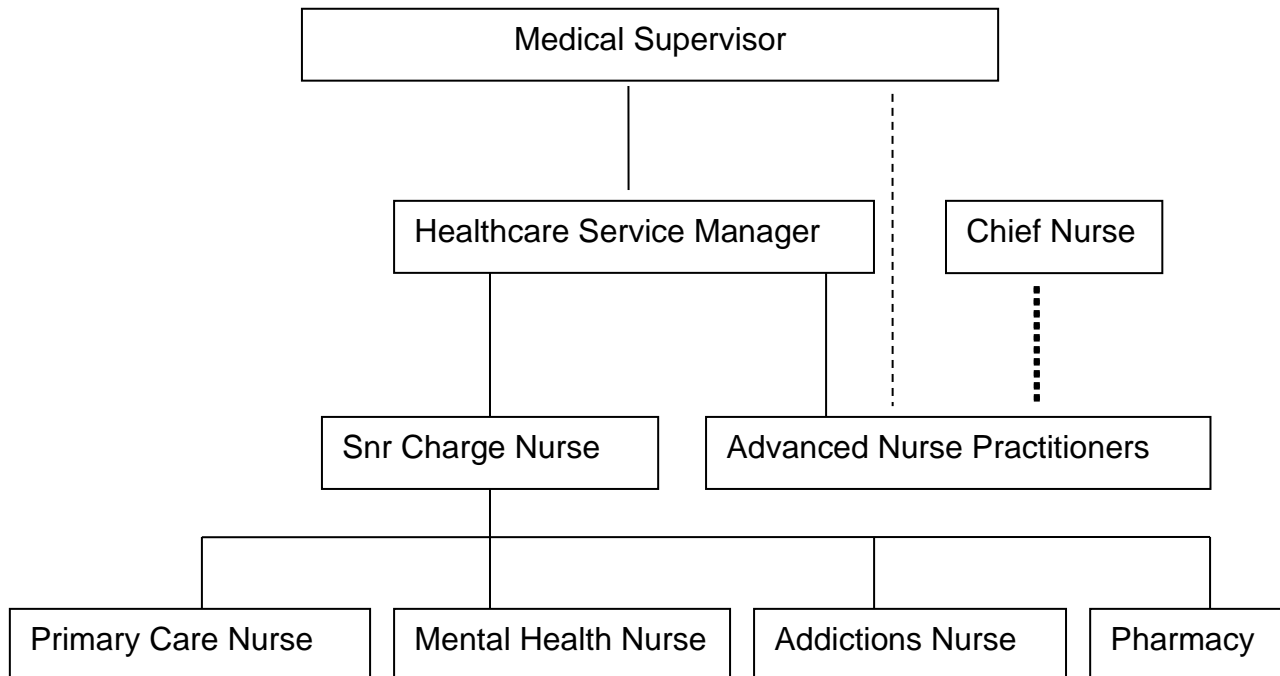 Medical Supervisor
Healthcare Service Manager
Chief Nurse
Snr Charge Nurse
Advanced Nurse Practitioners
Primary Care Nurse
Mental Health Nurse
Addictions Nurse
Pharmacy